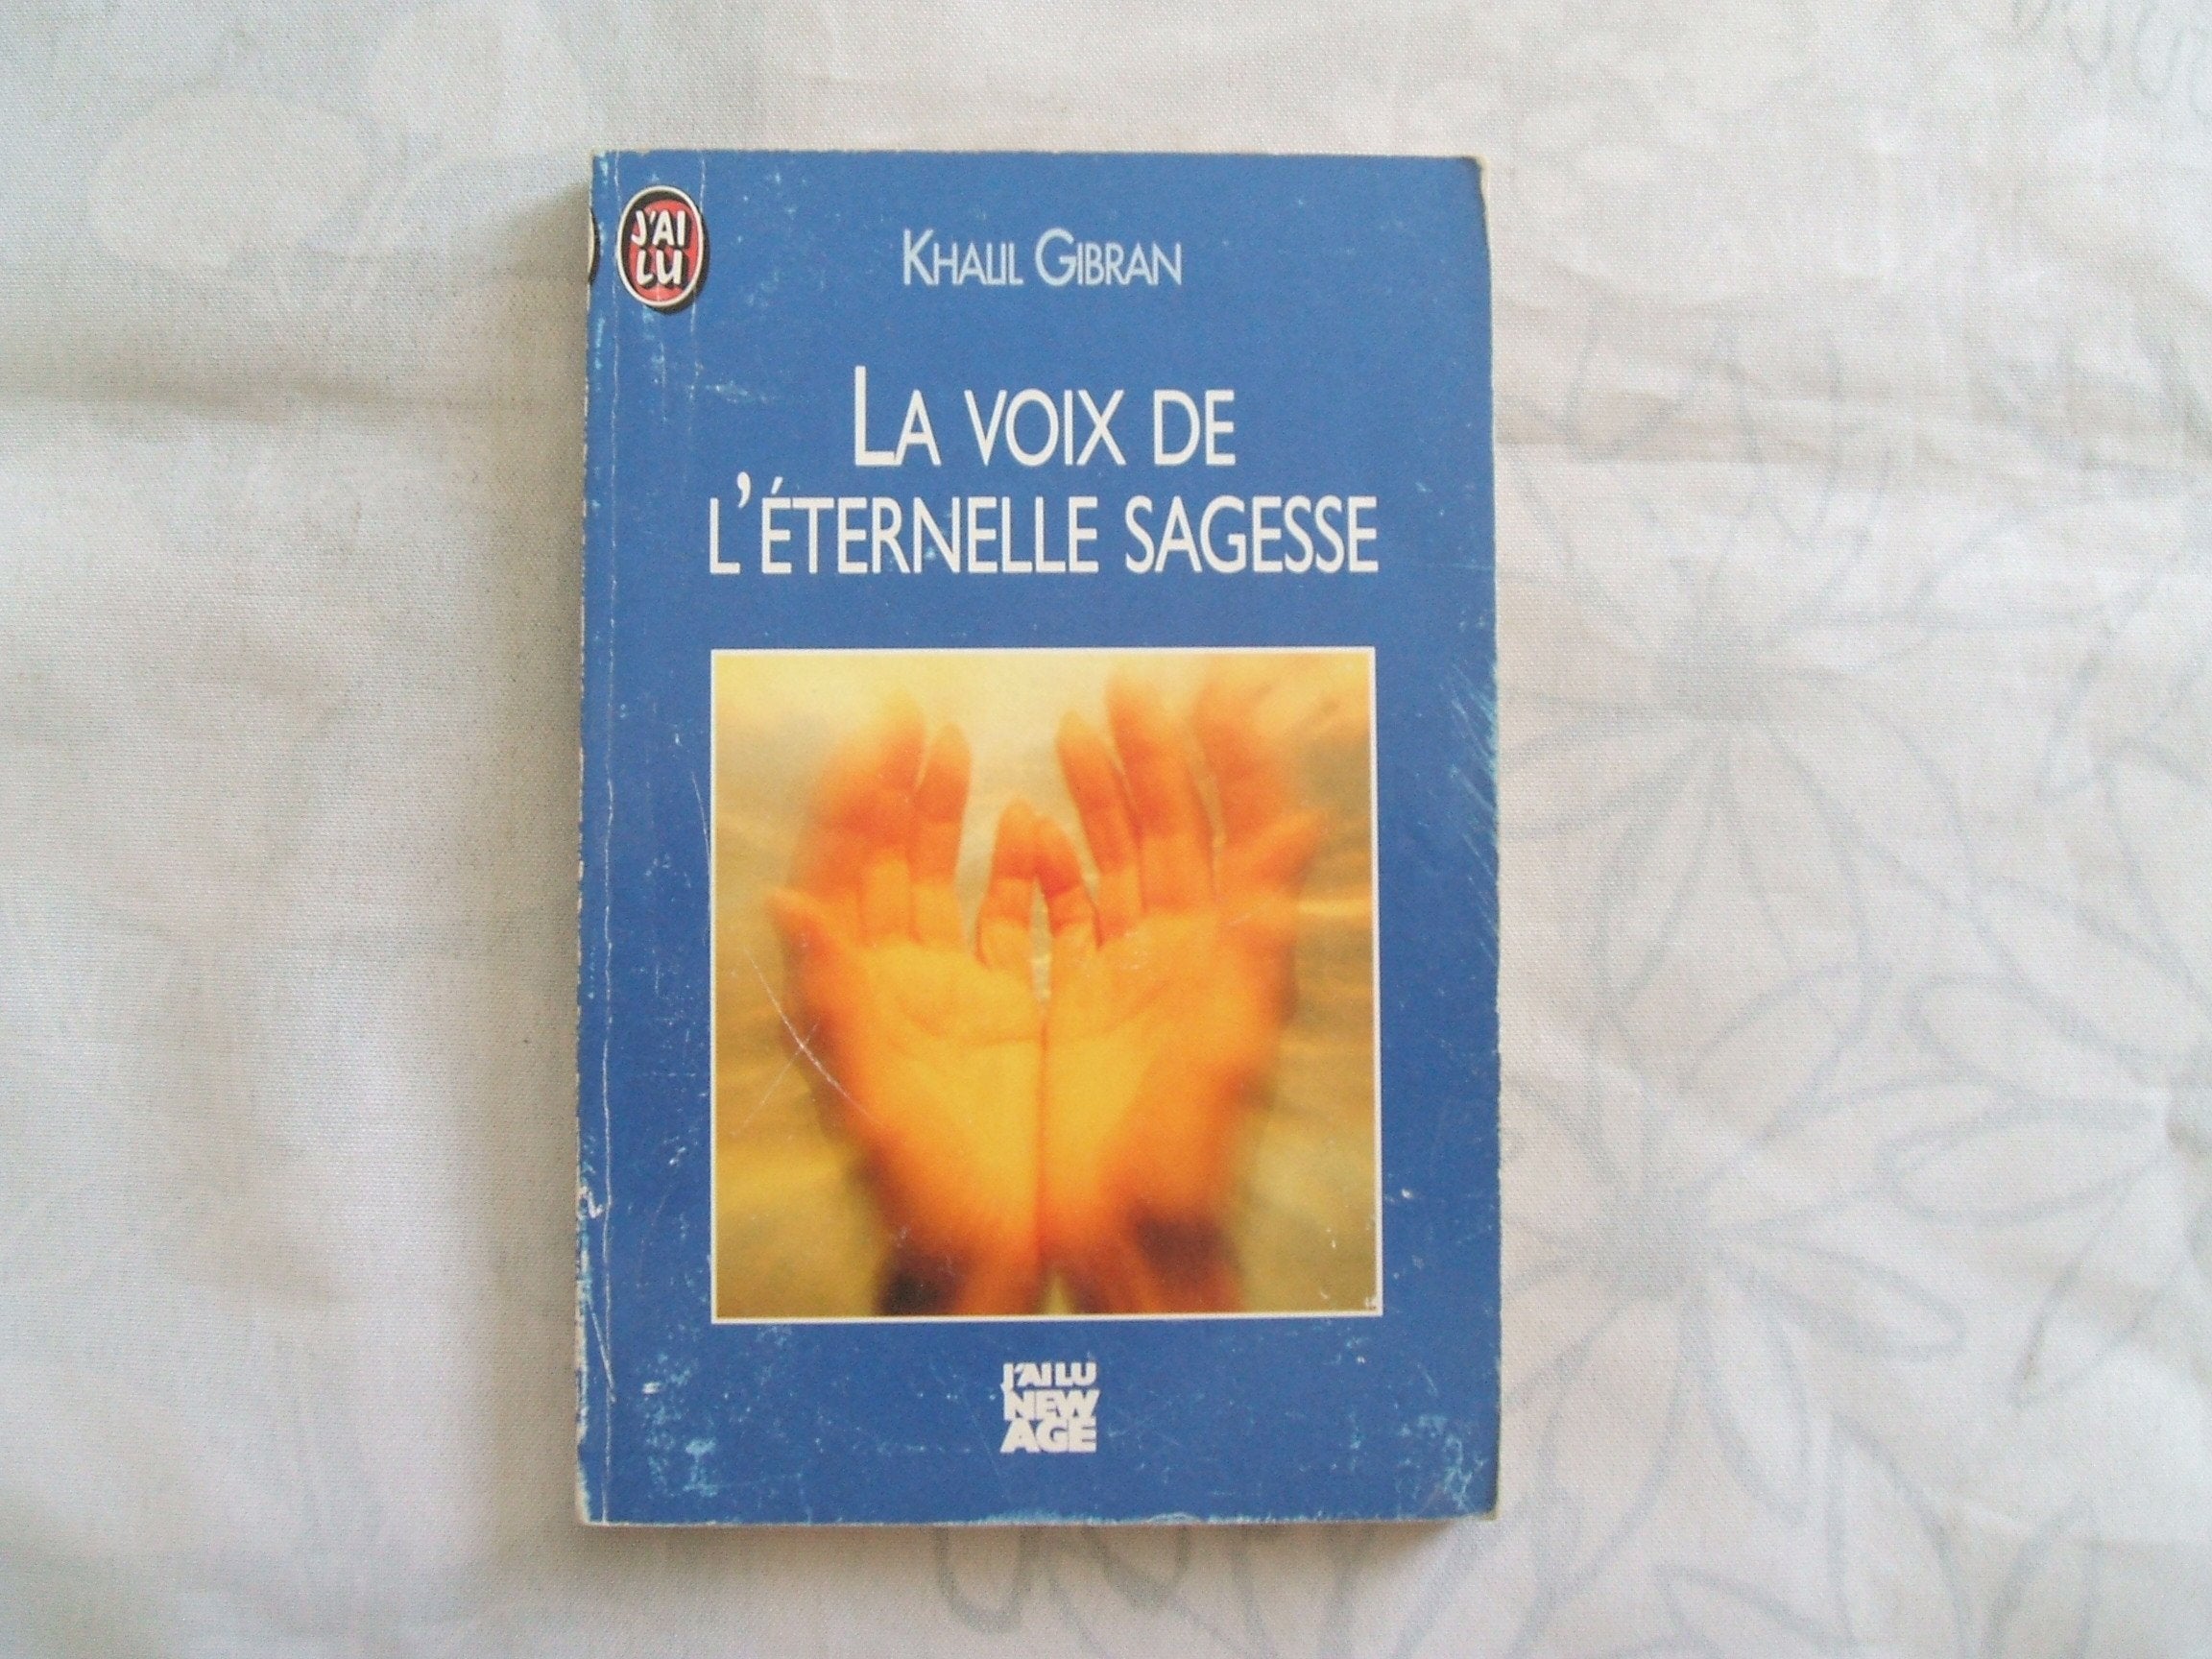 J'AI
LU
KHALIL GIBRAN
LA VOIX DE
L'ÉTERNELLE SAGESSE
J'AI LU
NEW
AGE